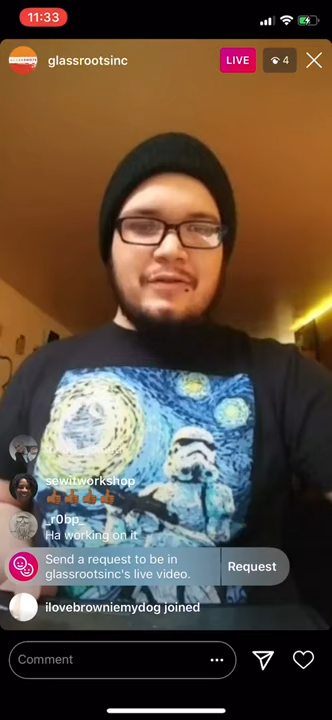 11:33
glassrootsinc
LIVE
4
sewitworkshop
_r0bp_
Ha working on it
Send a request to be in
glassrootsinc's live video.
Request
ilovebrowniemydog joined
Comment